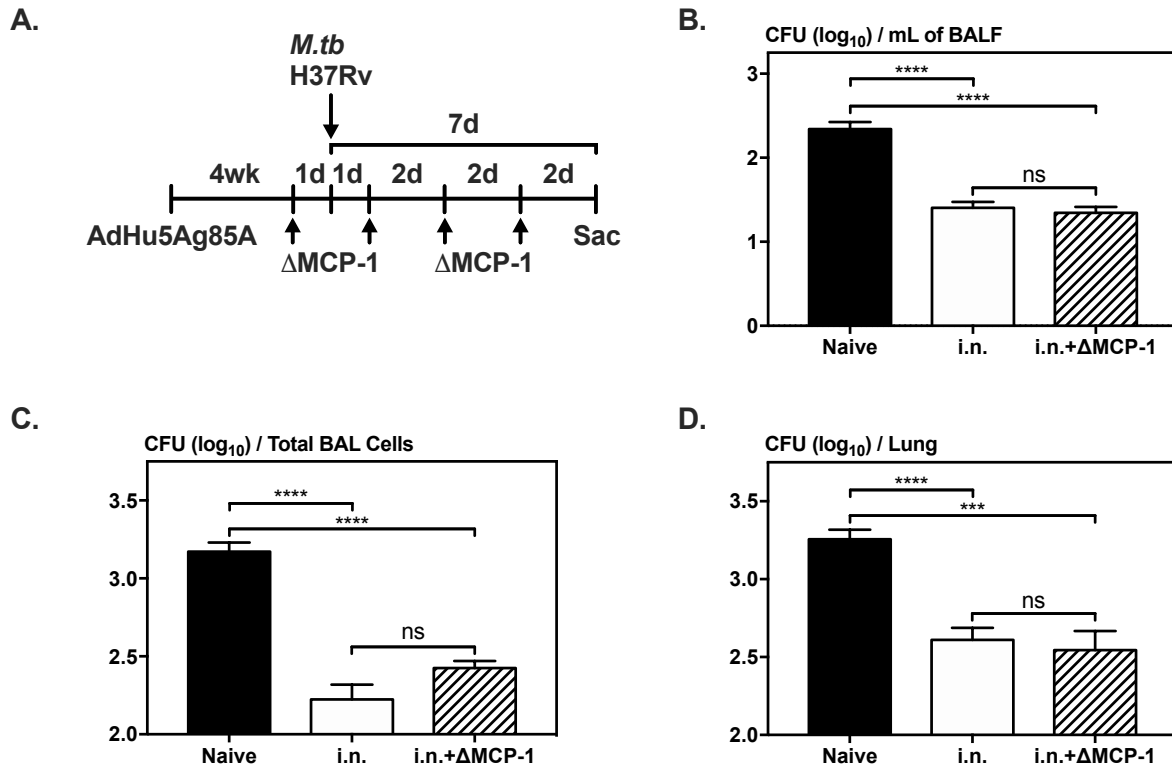 A.
M.tb
H37Rv
7d
4wk 1d 1d 2d 2d 2d
AdHu5Ag85A Sac
ΔMCP-1 ΔMCP-1
B.
CFU (log₁₀) / mL of BALF
****
****
ns
3
2
1
0
Naive i.n. i.n.+ΔMCP-1
C.
CFU (log₁₀) / Total BAL Cells
****
****
ns
3.5
3.0
2.5
2.0
Naive i.n. i.n.+ΔMCP-1
D.
CFU (log₁₀) / Lung
****
***
ns
3.5
3.0
2.5
2.0
Naive i.n. i.n.+ΔMCP-1